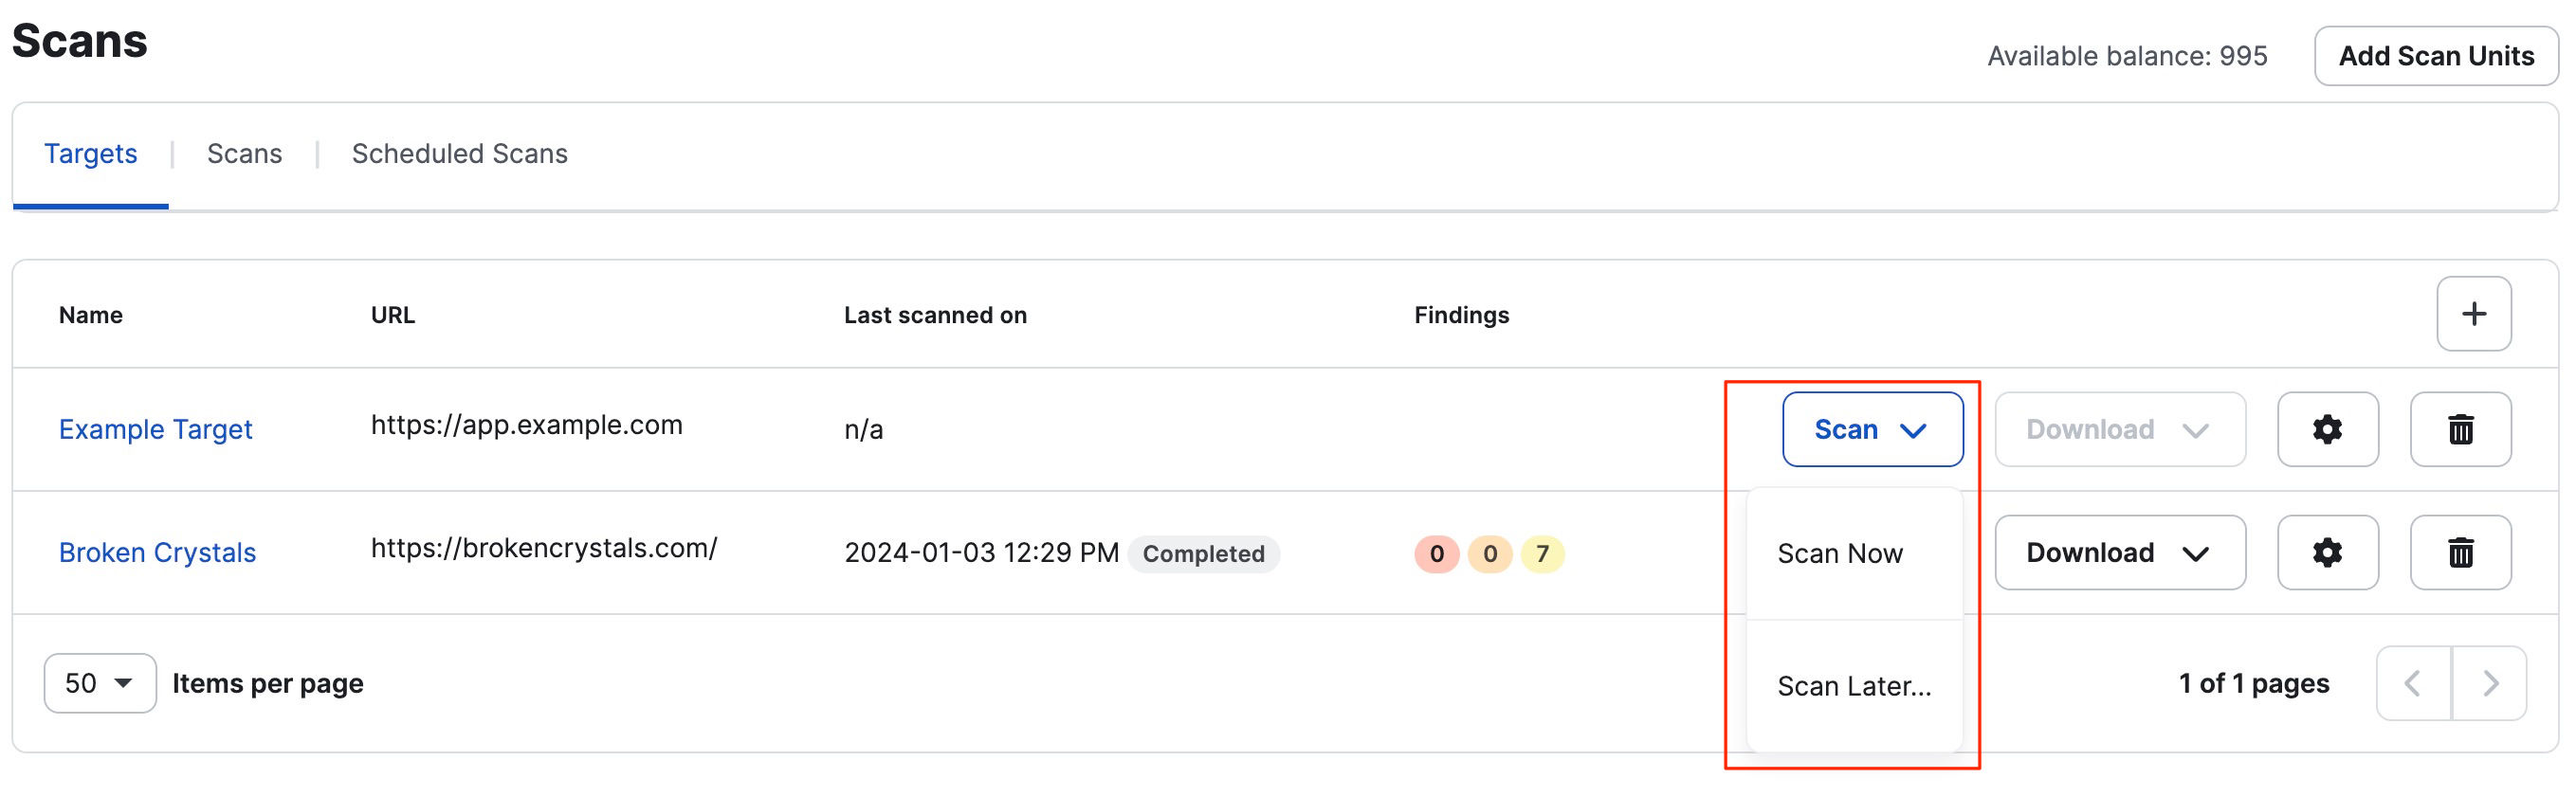 Scans
Available balance: 995
Add Scan Units
Targets | Scans | Scheduled Scans
Name URL Last scanned on Findings +
Example Target https://app.example.com n/a Scan Download
Broken Crystals https://brokencrystals.com/ 2024-01-03 12:29 PM Completed 0 0 7 Scan Now Download
50 Items per page Scan Later... 1 of 1 pages